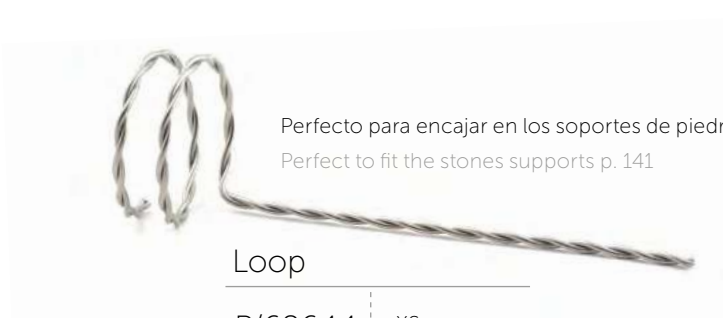 Perfecto para encajar en los soportes de
Perfect to fit the stones supports p. 141
Loop